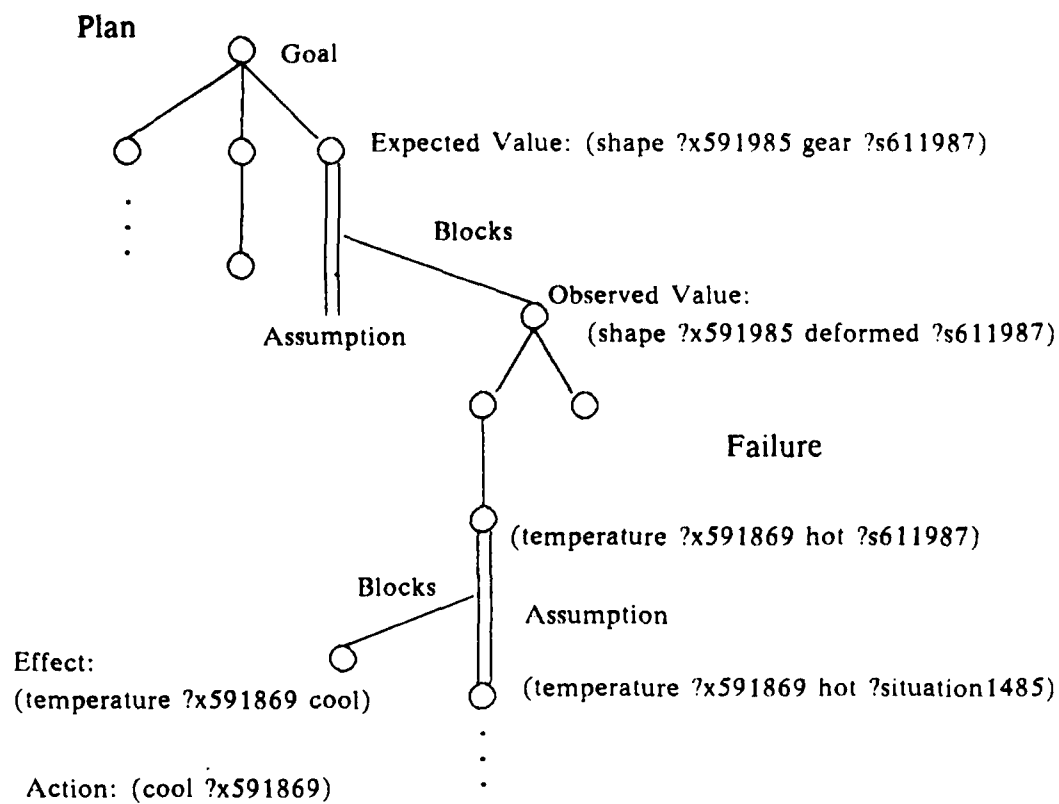 Plan
Goal
Expected Value: (shape ?x591985 gear ?s611987)
Blocks
Observed Value:
(shape ?x591985 deformed ?s611987)
Assumption
Failure
(temperature ?x591869 hot ?s611987)
Blocks
Assumption
Effect:
(temperature ?x591869 cool)
(temperature ?x591869 hot ?situation1485)
Action: (cool ?x591869)